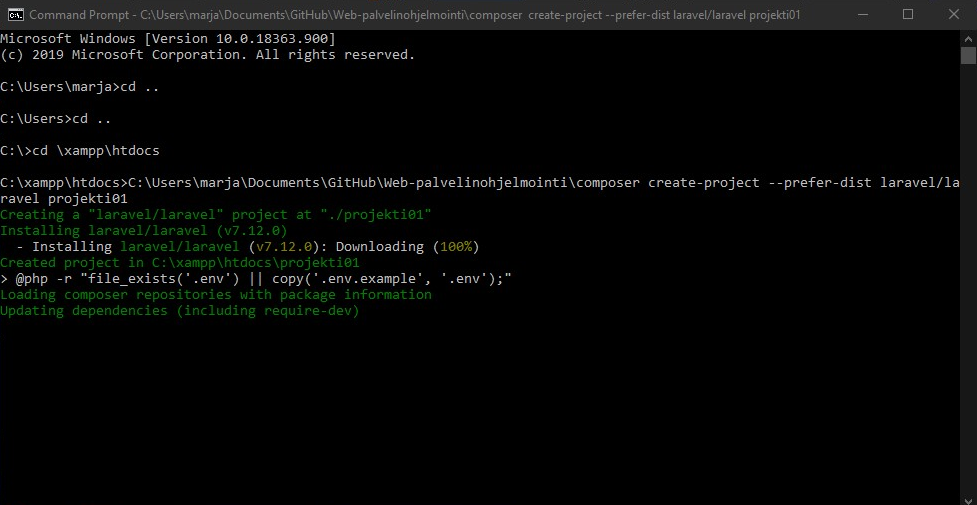 Command Prompt - C:\Users\marja\Documents\GitHub\Web-palvelinohjelmointi\composer create-project --prefer-dist laravel/laravel projekti01
Microsoft Windows [Version 10.0.18363.900]
(c) 2019 Microsoft Corporation. All rights reserved.
C:\Users\marja>cd ..
C:\Users>cd ..
C:\>cd \xampp\htdocs
C:\xampp\htdocs>C:\Users\marja\Documents\GitHub\Web-palvelinohjelmointi\composer create-project --prefer-dist laravel/la
ravel projekti01
Creating a "laravel/laravel" project at "./projekti01"
Installing laravel/laravel (v7.12.0)
  - Installing laravel/laravel (v7.12.0): Downloading (100%)
Created project in C:\xampp\htdocs\projekti01
> @php -r "file_exists('.env') || copy('.env.example', '.env');"
Loading composer repositories with package information
Updating dependencies (including require-dev)